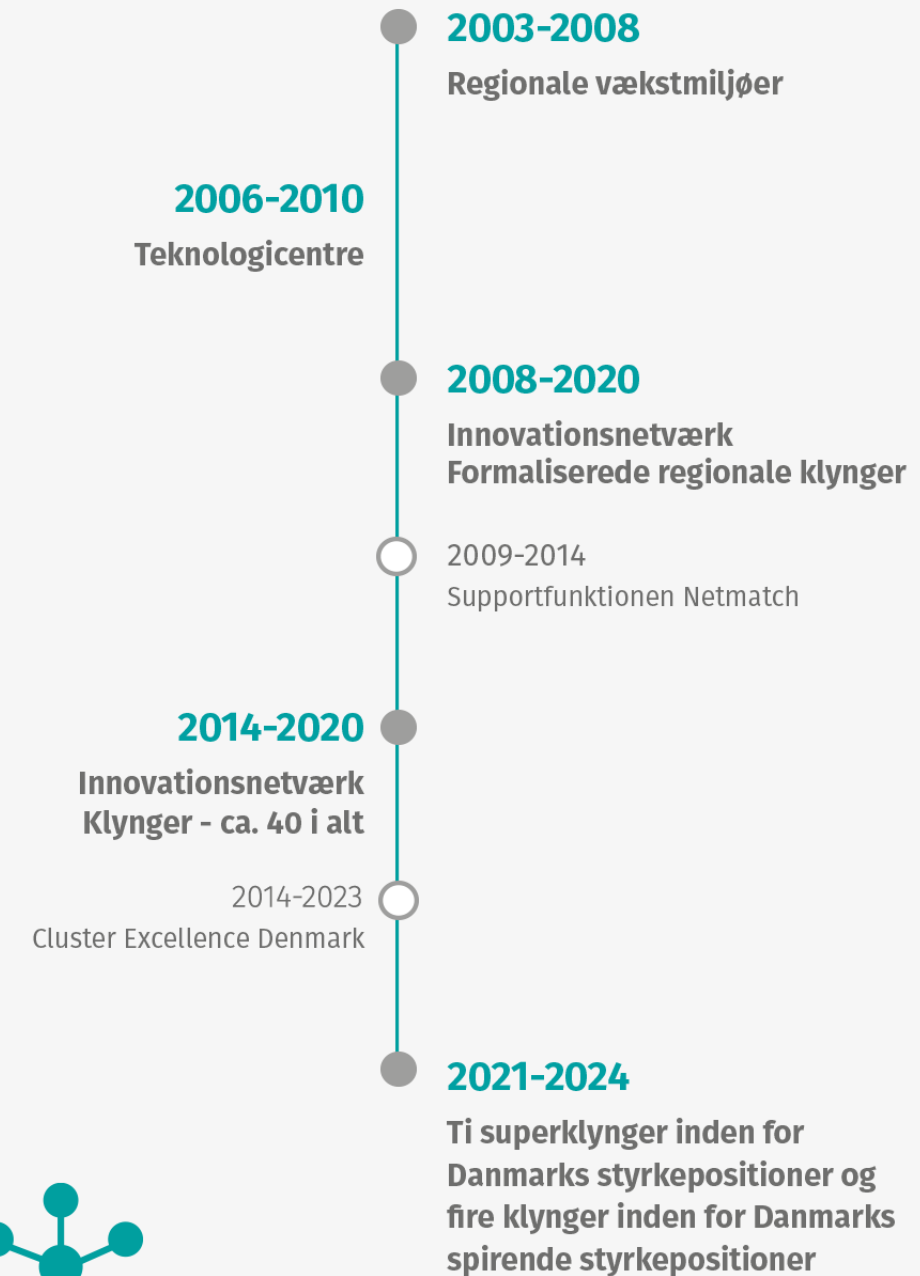 2003-2008
Regionale vækstmiljøer
2006-2010
Teknologicentre
2008-2020
Innovationsnetværk
Formaliserede regionale klynger
2009-2014
Supportfunktionen Netmatch
2014-2020
Innovationsnetværk
Klynger - ca. 40 i alt
2014-2023
Cluster Excellence Denmark
2021-2024
Ti superklynger inden for
Danmarks styrkepositioner og
fire klynger inden for Danmarks
spirende styrkepositioner